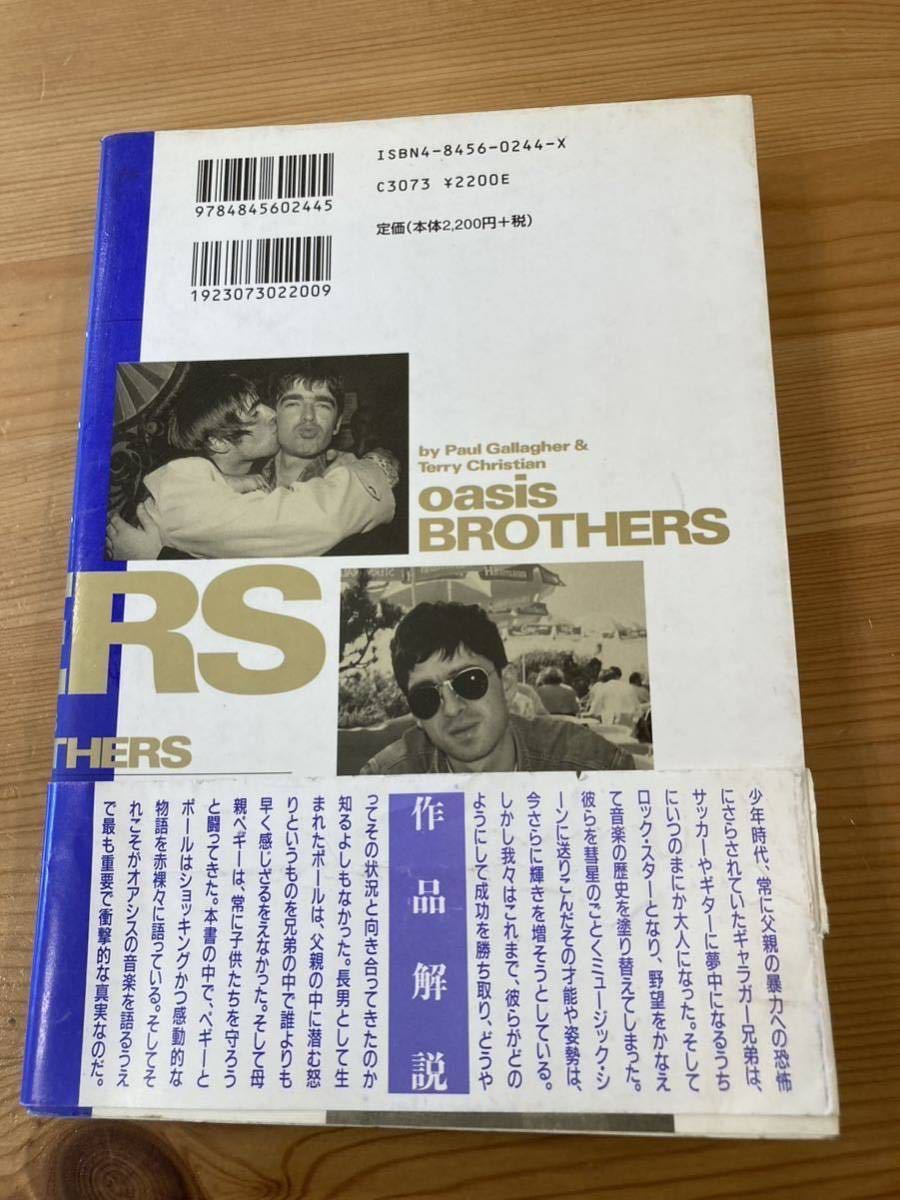 ISBN4-8456-0244-X
9784845602445
C3073 ¥2200E
定価(本体2,200円+税)
1923073022009
by Paul Gallagher &
Terry Christian
oasis
BROTHERS
RS
THERS
少年時代、常に父親の暴力への恐怖
にさらされていたギャラガー兄弟は、
サッカーやギターに夢中になるうち
にいつのまにか大人になった。そして
ロック・スターとなり、野望をかなえ
て音楽の歴史を塗り替えてしまった。
彼らを彗星のごとくミュージック・シ
ーンに送りこんだその才能や姿勢は、
今さらに輝きを増そうとしている。
しかし我々はこれまで、彼らがどの
ようにして成功を勝ち取り、どうや
作品解説
ってその状況と向き合ってきたのか
知るよしもなかった。長男として生
まれたポールは、父親の中に潜む怒
りというものを兄弟の中で誰よりも
早く感じざるをえなかった。そして母
親ペギーは、常に子供たちを守ろう
と闘ってきた。本書の中で、ペギーと
ポールはショッキングかつ感動的な
物語を赤裸々に語っている。そしてそ
れこそがオアシスの音楽を語るうえ
で最も重要で衝撃的な真実なのだ。